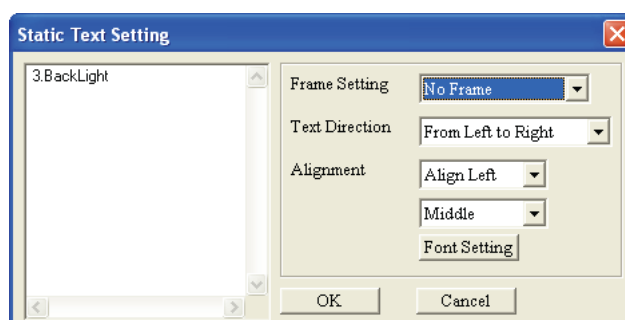 Static Text Setting
3.BackLight
Frame Setting No Frame
Text Direction From Left to Right
Alignment Align Left
Middle
Font Setting
OK Cancel